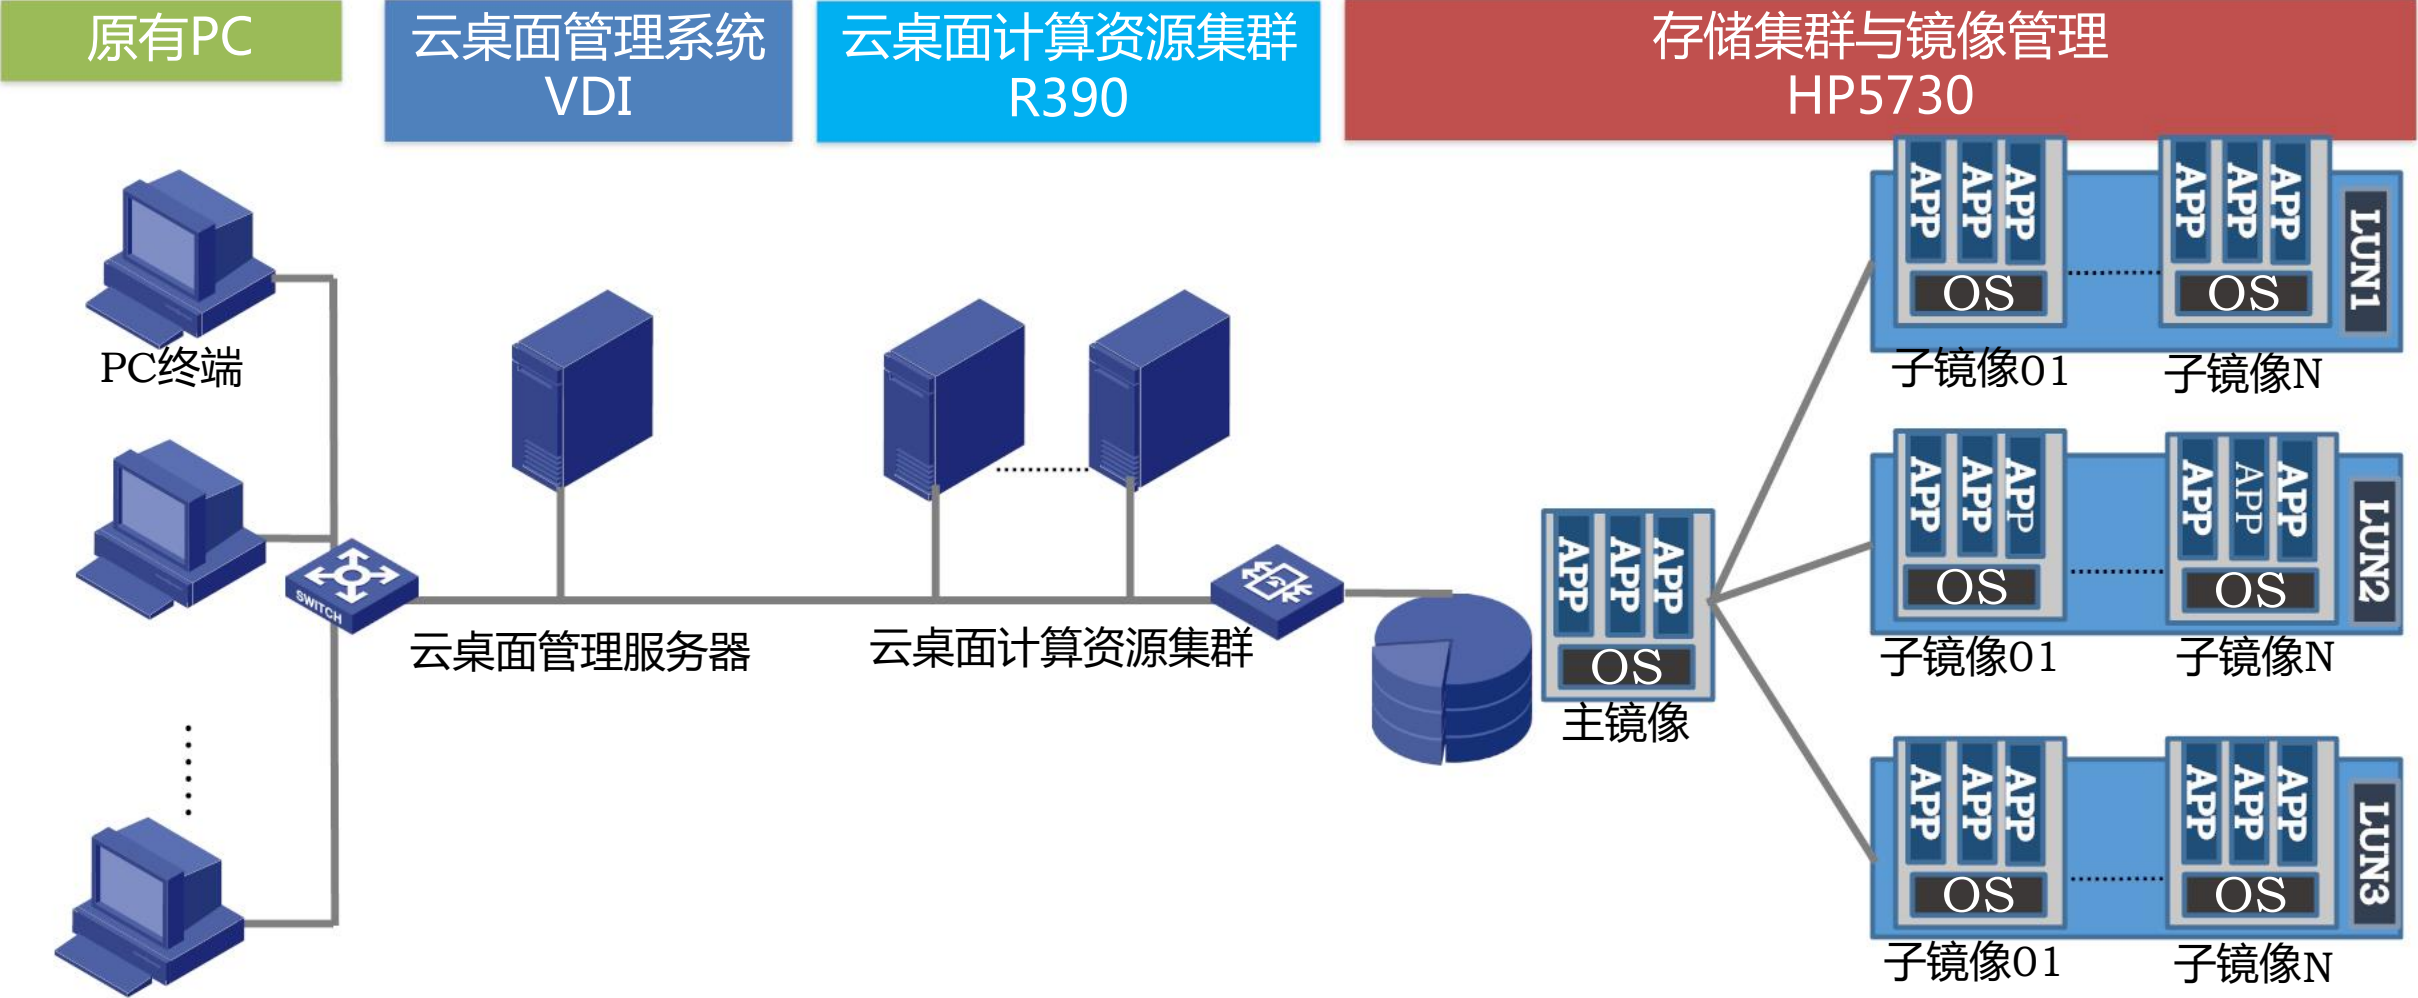 原有PC
云桌面管理系统
VDI
云桌面计算资源集群
R390
存储集群与镜像管理
HP5730
PC终端
SWITCH
云桌面管理服务器
云桌面计算资源集群
APP
APP
APP
OS
主镜像
APP
APP
APP
OS
子镜像01
APP
APP
APP
OS
子镜像N
LUN1
APP
APP
APP
OS
子镜像01
APP
APP
APP
OS
子镜像N
LUN2
APP
APP
APP
OS
子镜像01
APP
APP
APP
OS
子镜像N
LUN3